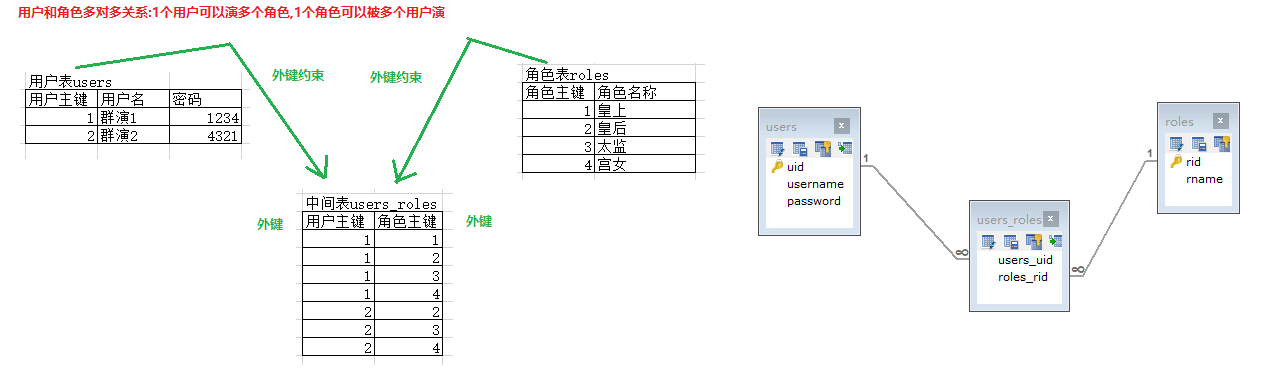 用户和角色多对多关系:1个用户可以演多个角色,1个角色可以被多个用户演
外键约束
外键约束
用户表users
用户主键 用户名 密码
1 群演1 1234
2 群演2 4321
角色表roles
角色主键 角色名称
1 皇上
2 皇后
3 太监
4 宫女
外键
中间表users_roles
用户主键 角色主键
1 1
1 2
1 3
1 4
2 2
2 3
2 4
外键
users
uid
username
password
1
∞
users_roles
users_uid
roles_rid
∞
1
roles
rid
rname